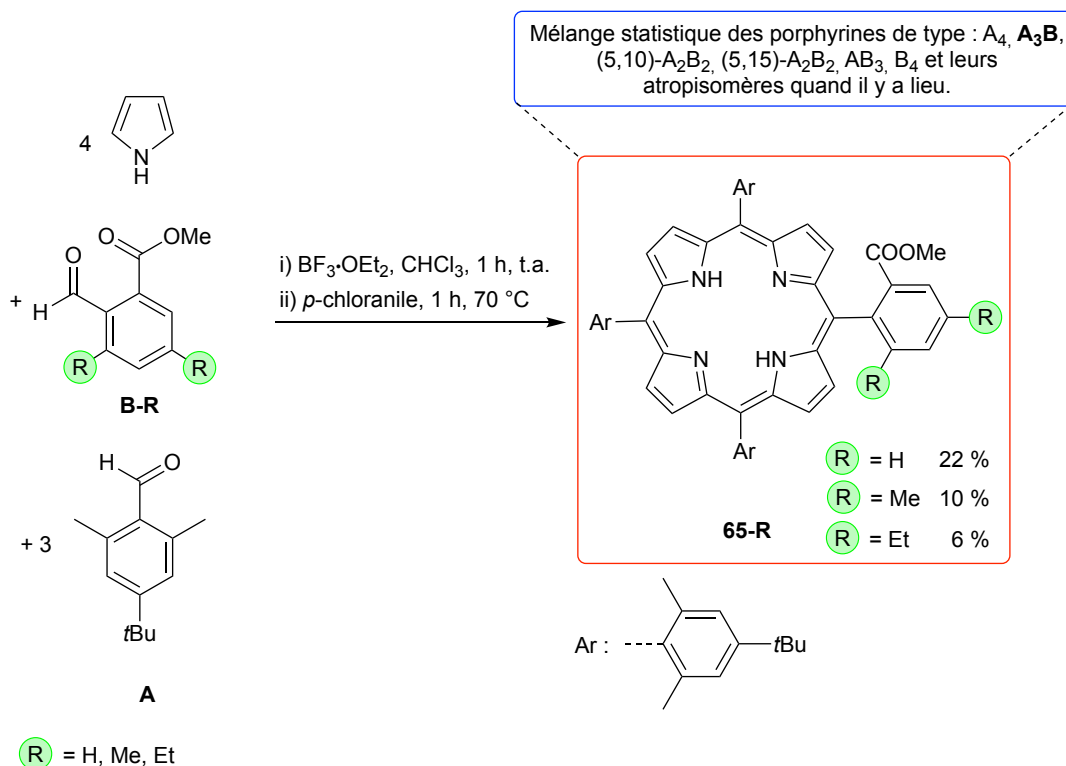 Mélange statistique des porphyrines de type : A4, A3B,
(5,10)-A2B2, (5,15)-A2B2, AB3, B4 et leurs
atropisomères quand il y a lieu.
4
N
H
O
OMe
O
+ H
R
R
B-R
i) BF3•OEt2, CHCl3, 1 h, t.a.
ii) p-chloranile, 1 h, 70 °C
Ar
NH
N
COOMe
Ar
R
N
HN
R
Ar
R = H 22 %
R = Me 10 %
R = Et 6 %
65-R
H
O
+ 3
tBu
A
Ar :
tBu
R = H, Me, Et